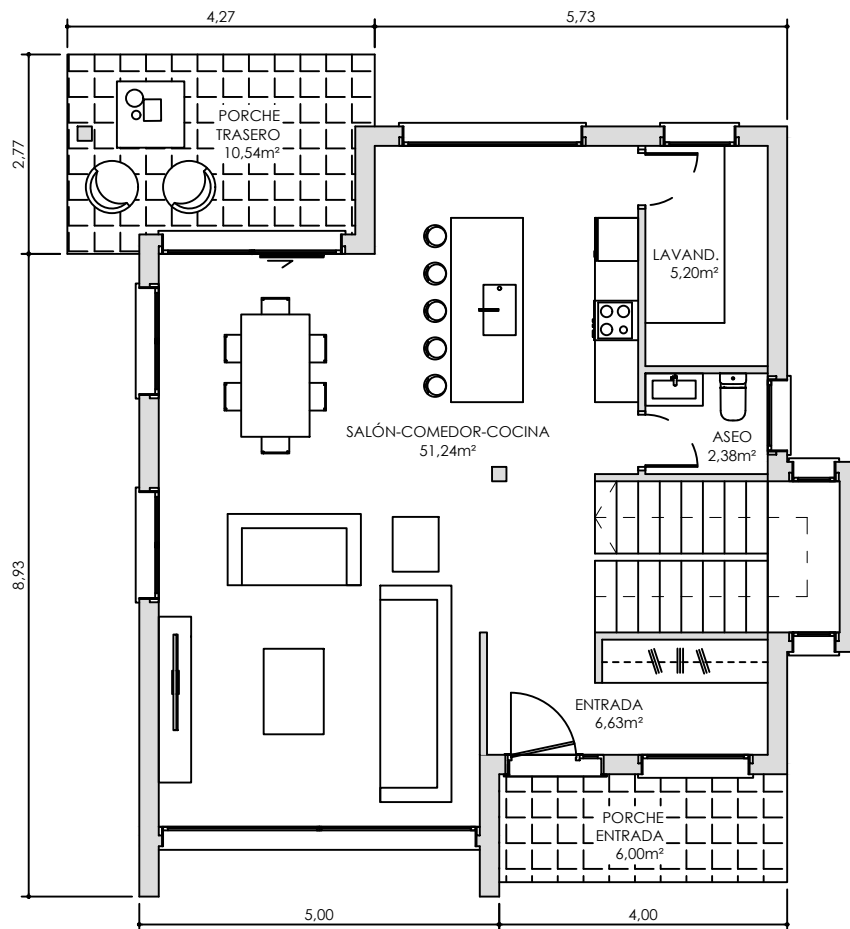 4,27
5,73
2,77
PORCHE
TRASERO
10,54m²
LAVAND.
5,20m²
SALÓN-COMEDOR-COCINA
51,24m²
ASEO
2,38m²
8,93
ENTRADA
6,63m²
PORCHE
ENTRADA
6,00m²
5,00
4,00